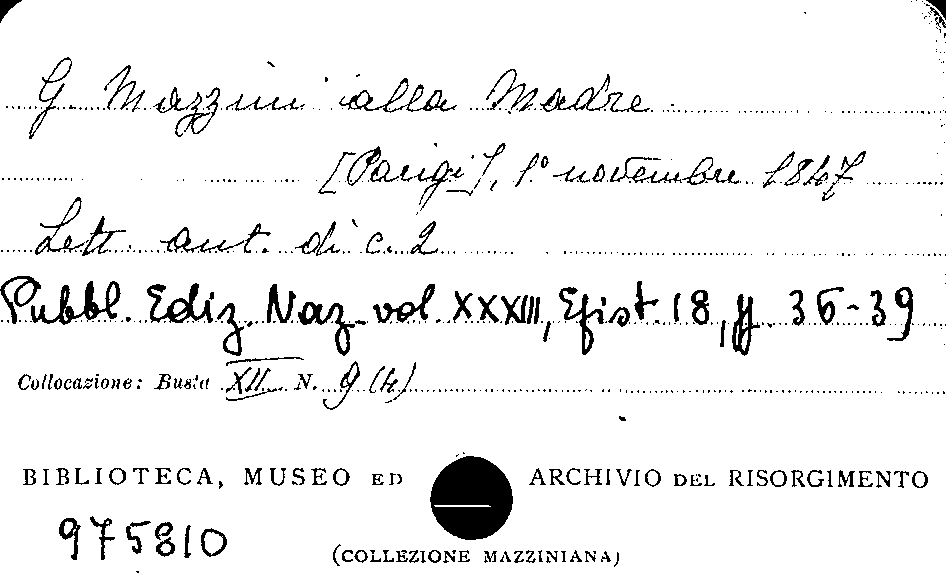 G. Mazzini alla Madre.
[Parigi], 1° novembre 1847
Lett. aut. di c. 2
Pubbl. Ediz. Naz. vol. XXXIII, Epist. 18, pp. 36-39
Collocazione: Busta XII N. 9 (4)
BIBLIOTECA, MUSEO ED ARCHIVIO DEL RISORGIMENTO
975810
(COLLEZIONE MAZZINIANA)